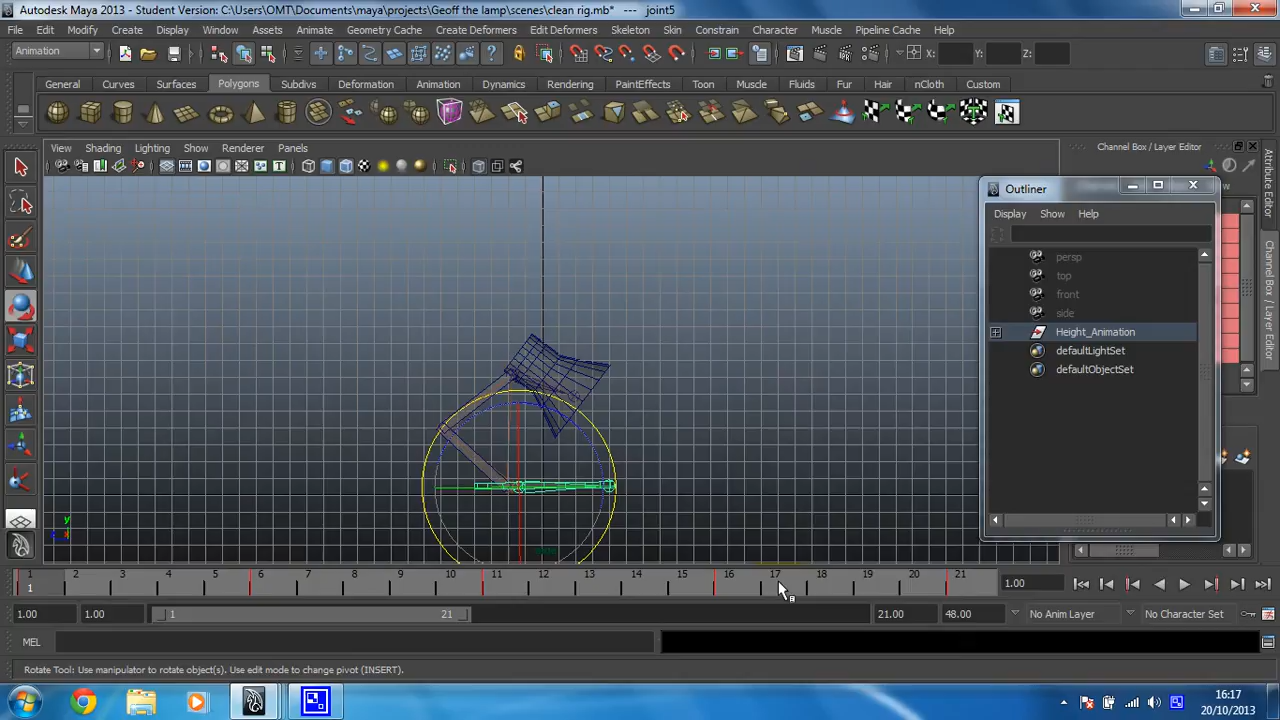 Autodesk Maya 2013 - Student Version: C:\Users\OMT\Documents\maya\projects\Geoff the lamp\scenes\clean rig.mb* --- joint5
File Edit Modify Create Display Window Assets Animate Geometry Cache Create Deformers Edit Deformers Skeleton Skin Constrain Character Muscle Pipeline Cache Help
Animation X: Y: Z:
General Curves Surfaces Polygons Subdivs Deformation Animation Dynamics Rendering PaintEffects Toon Muscle Fluids Fur Hair nCloth Custom
View Shading Lighting Show Renderer Panels
Channel Box / Layer Editor
Outliner
Display Show Help
persp
top
front
side
Height_Animation
defaultLightSet
defaultObjectSet
Attribute Editor
Channel Box / Layer Editor
y
1 2 3 4 5 6 7 8 9 10 11 12 13 14 15 16 17 18 19 20 21
1
1.00
1.00 1.00 1 21 21.00 48.00 No Anim Layer No Character Set
MEL
Rotate Tool: Use manipulator to rotate object(s). Use edit mode to change pivot (INSERT).
16:17
20/10/2013